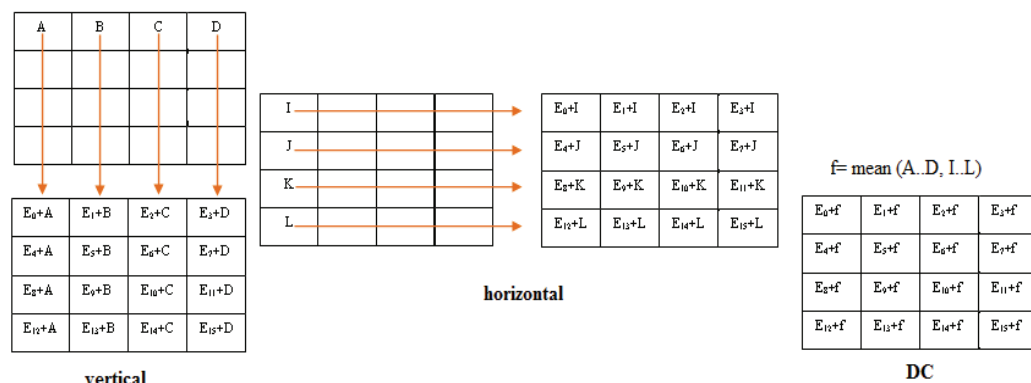 A B C D
E₀+A E₁+B E₂+C E₃+D
E₄+A E₅+B E₆+C E₇+D
E₈+A E₉+B E₁₀+C E₁₁+D
E₁₂+A E₁₃+B E₁₄+C E₁₅+D
vertical
I
J
K
L
E₀+I E₁+I E₂+I E₃+I
E₄+J E₅+J E₆+J E₇+J
E₈+K E₉+K E₁₀+K E₁₁+K
E₁₂+L E₁₃+L E₁₄+L E₁₅+L
horizontal
f= mean (A..D, I..L)
E₀+f E₁+f E₂+f E₃+f
E₄+f E₅+f E₆+f E₇+f
E₈+f E₉+f E₁₀+f E₁₁+f
E₁₂+f E₁₃+f E₁₄+f E₁₅+f
DC